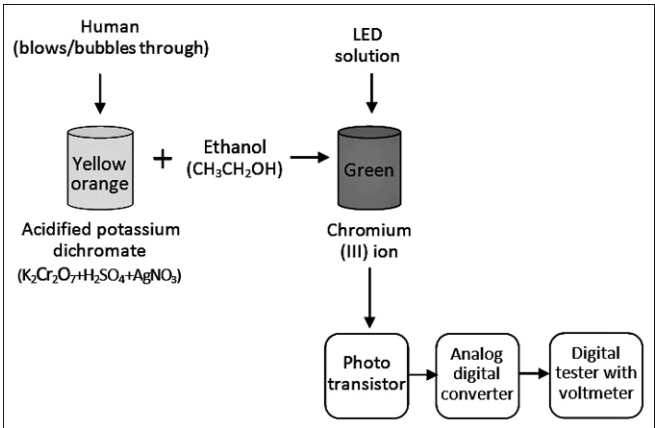 Human
(blows/bubbles through)
LED
solution
Yellow
orange
+
Ethanol
(CH₃CH₂OH)
Green
Acidified potassium
dichromate
(K₂Cr₂O₇+H₂SO₄+AgNO₃)
Chromium
(III) ion
Photo
transistor
Analog
digital
converter
Digital
tester with
voltmeter